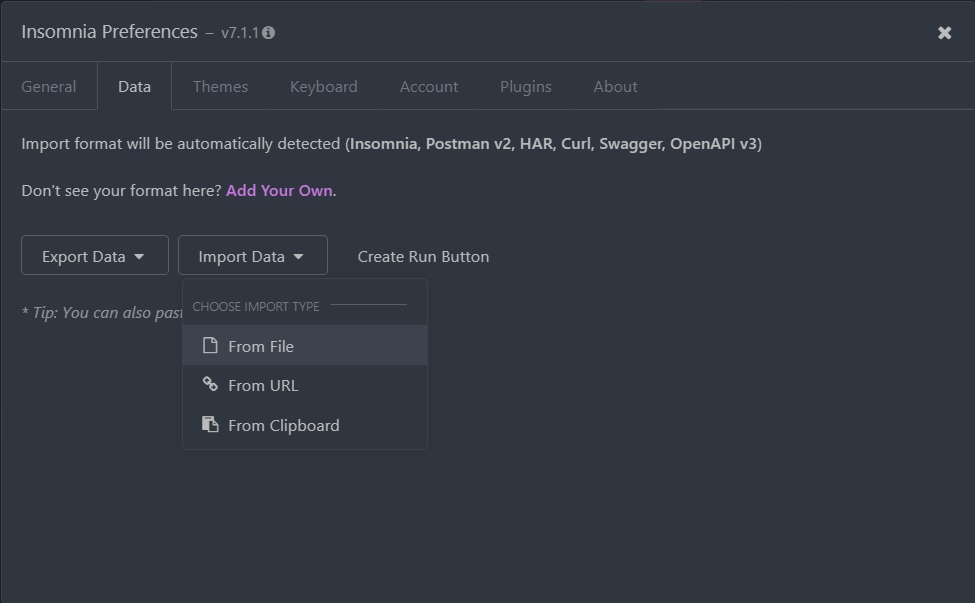 Insomnia Preferences – v7.1.1
General Data Themes Keyboard Account Plugins About
Import format will be automatically detected (Insomnia, Postman v2, HAR, Curl, Swagger, OpenAPI v3)
Don't see your format here? Add Your Own.
Export Data Import Data Create Run Button
* Tip: You can also
CHOOSE IMPORT TYPE
From File
From URL
From Clipboard